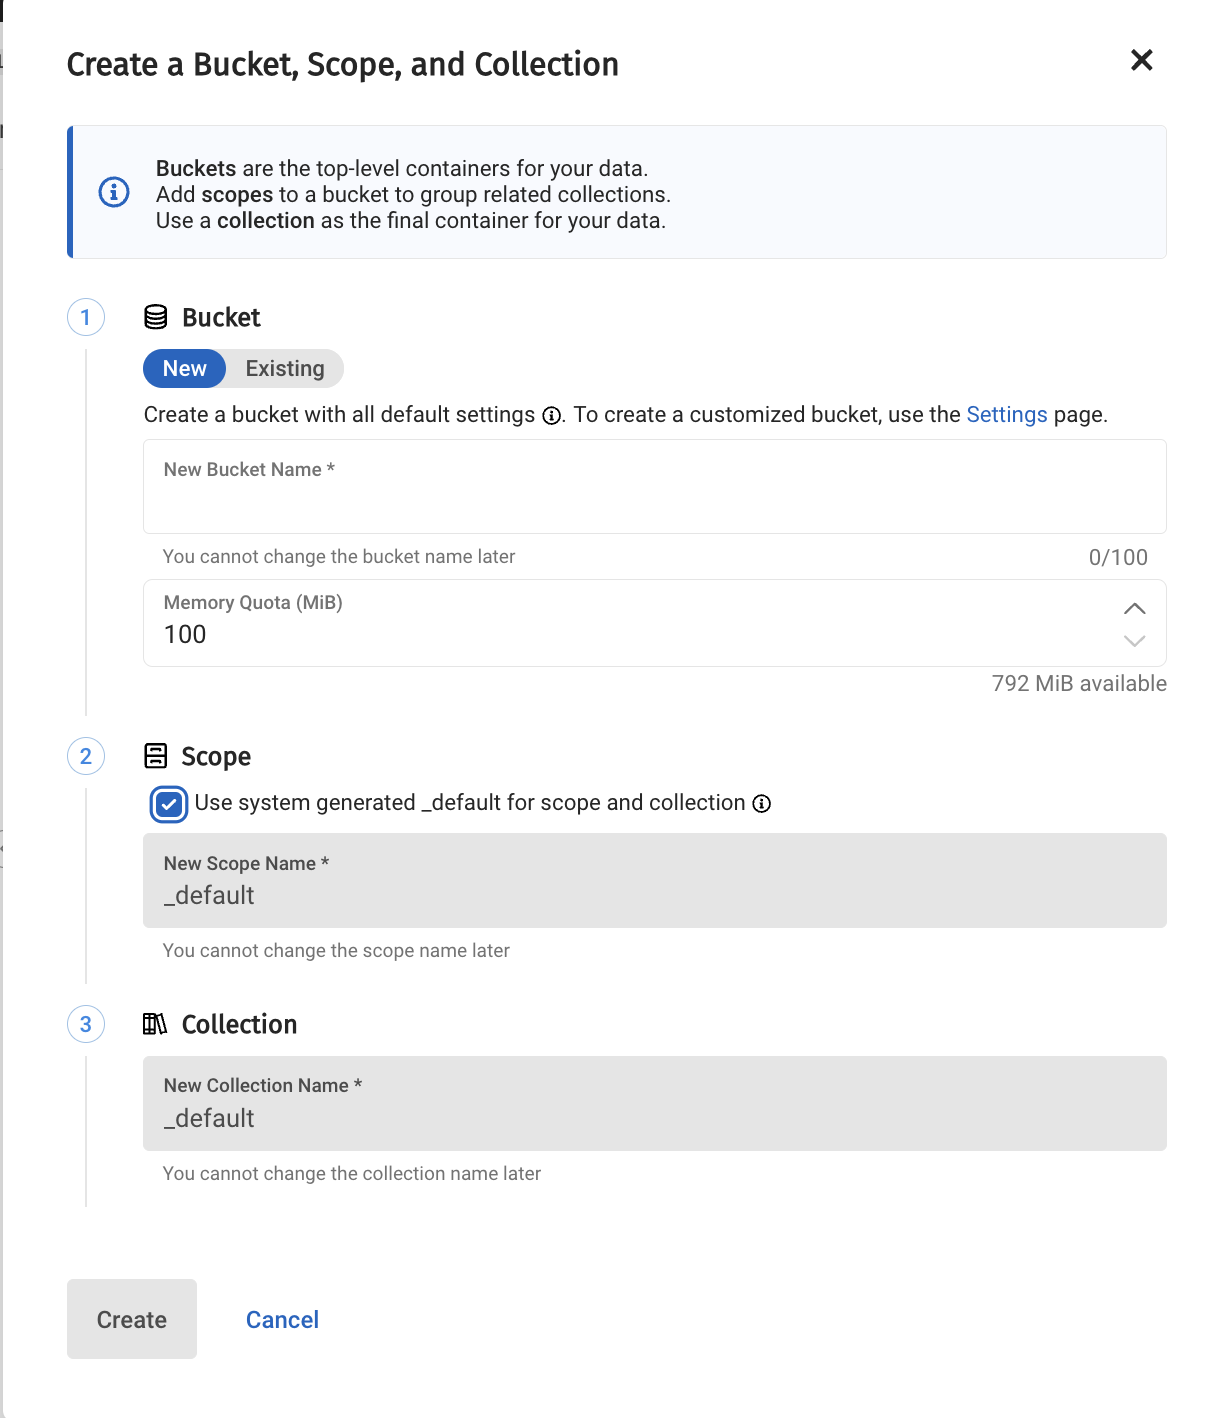 Create a Bucket, Scope, and Collection
Buckets are the top-level containers for your data.
Add scopes to a bucket to group related collections.
Use a collection as the final container for your data.
1
Bucket
New
Existing
Create a bucket with all default settings. To create a customized bucket, use the Settings page.
New Bucket Name *
You cannot change the bucket name later
0/100
Memory Quota (MiB)
100
792 MiB available
2
Scope
Use system generated _default for scope and collection
New Scope Name *
_default
You cannot change the scope name later
3
Collection
New Collection Name *
_default
You cannot change the collection name later
Create
Cancel